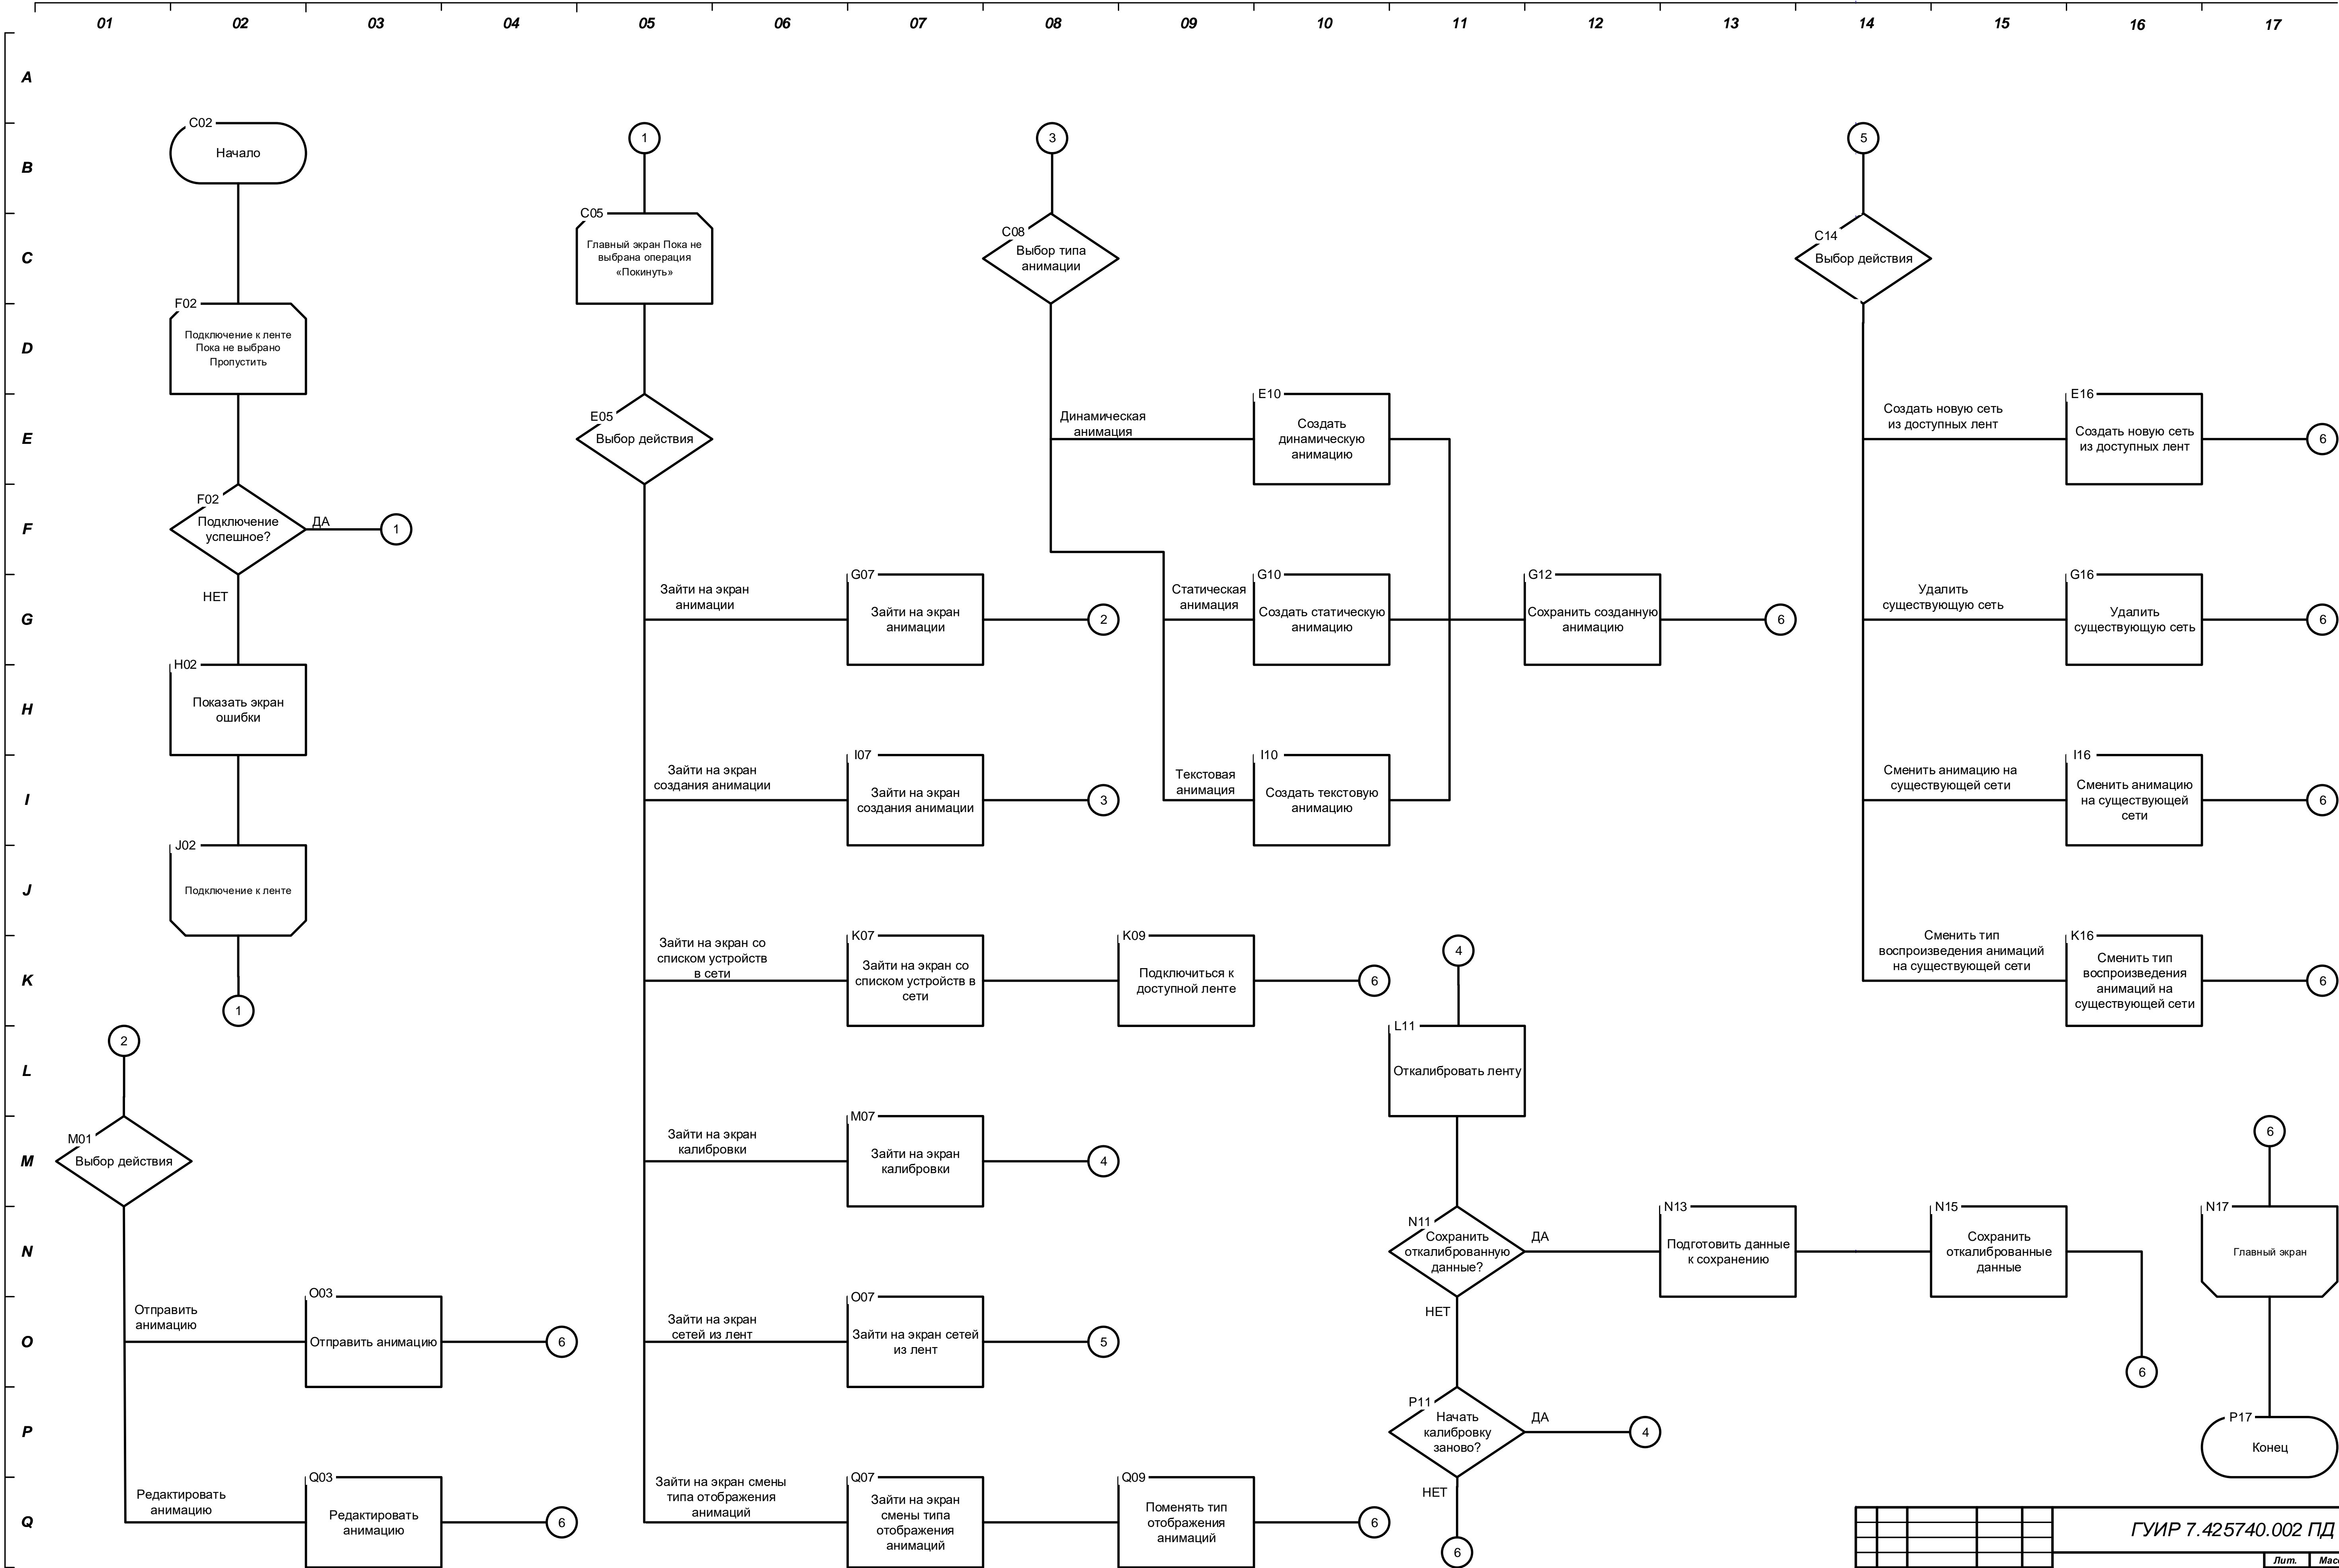 01 02 03 04 05 06 07 08 09 10 11 12 13 14 15 16 17
A
B
C
D
E
F
G
H
I
J
K
L
M
N
O
P
Q
C02
Начало
F02
Подключение к ленте
Пока не выбрано
Пропустить
F02
Подключение
успешное?
ДА
1
НЕТ
H02
Показать экран
ошибки
J02
Подключение к ленте
1
2
M01
Выбор действия
Отправить
анимацию
O03
Отправить анимацию
6
Редактировать
анимацию
Q03
Редактировать
анимацию
6
1
C05
Главный экран Пока не
выбрана операция
«Покинуть»
E05
Выбор действия
Зайти на экран
анимации
G07
Зайти на экран
анимации
2
Зайти на экран
создания анимации
I07
Зайти на экран
создания анимации
3
Зайти на экран со
списком устройств
в сети
K07
Зайти на экран со
списком устройств в
сети
K09
Подключиться к
доступной ленте
6
Зайти на экран
калибровки
M07
Зайти на экран
калибровки
4
Зайти на экран
сетей из лент
O07
Зайти на экран сетей
из лент
5
Зайти на экран смены
типа отображения
анимаций
Q07
Зайти на экран
смены типа
отображения
анимаций
Q09
Поменять тип
отображения
анимаций
6
3
C08
Выбор типа
анимации
Динамическая
анимация
E10
Создать
динамическую
анимацию
Статическая
анимация
G10
Создать статическую
анимацию
Текстовая
анимация
I10
Создать текстовую
анимацию
G12
Сохранить созданную
анимацию
6
4
L11
Откалибровать ленту
N11
Сохранить
откалиброванную
данные?
ДА
N13
Подготовить данные
к сохранению
N15
Сохранить
откалиброванные
данные
6
НЕТ
P11
Начать
калибровку
заново?
ДА
4
НЕТ
6
5
C14
Выбор действия
Создать новую сеть
из доступных лент
E16
Создать новую сеть
из доступных лент
6
Удалить
существующую сеть
G16
Удалить
существующую сеть
6
Сменить анимацию на
существующей сети
I16
Сменить анимацию
на существующей
сети
6
Сменить тип
воспроизведения анимаций
на существующей сети
K16
Сменить тип
воспроизведения
анимаций на
существующей сети
6
6
N17
Главный экран
P17
Конец
ГУИР 7.425740.002 ПД
Лит.